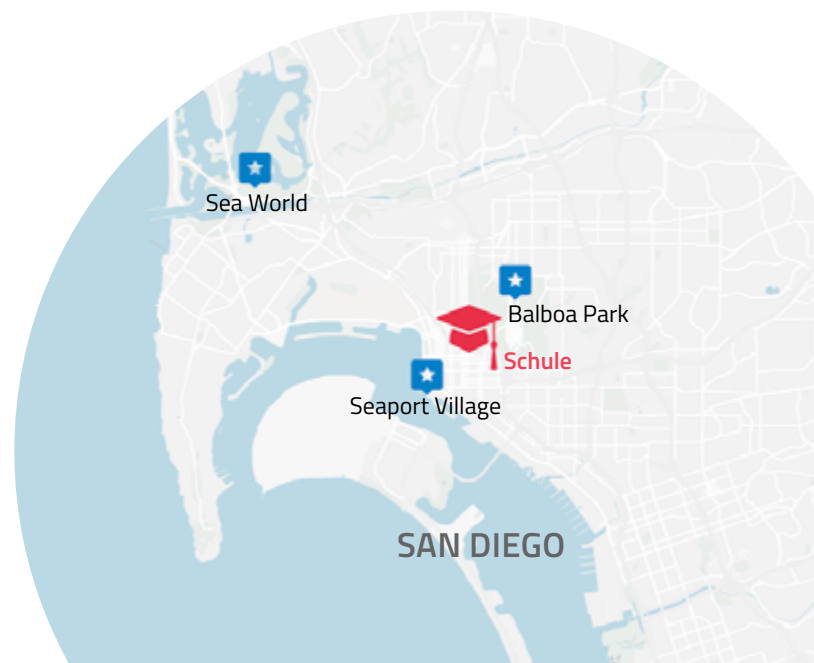 Sea World
Balboa Park
Schule
Seaport Village
SAN DIEGO